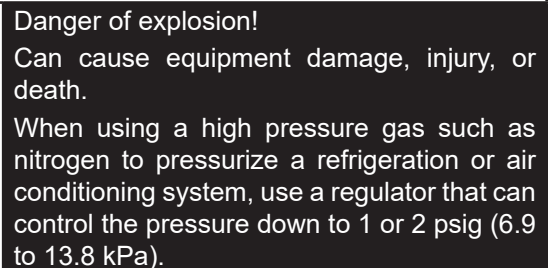 Danger of explosion!
Can cause equipment damage, injury, or
death.
When using a high pressure gas such as
nitrogen to pressurize a refrigeration or air
conditioning system, use a regulator that can
control the pressure down to 1 or 2 psig (6.9
to 13.8 kPa).